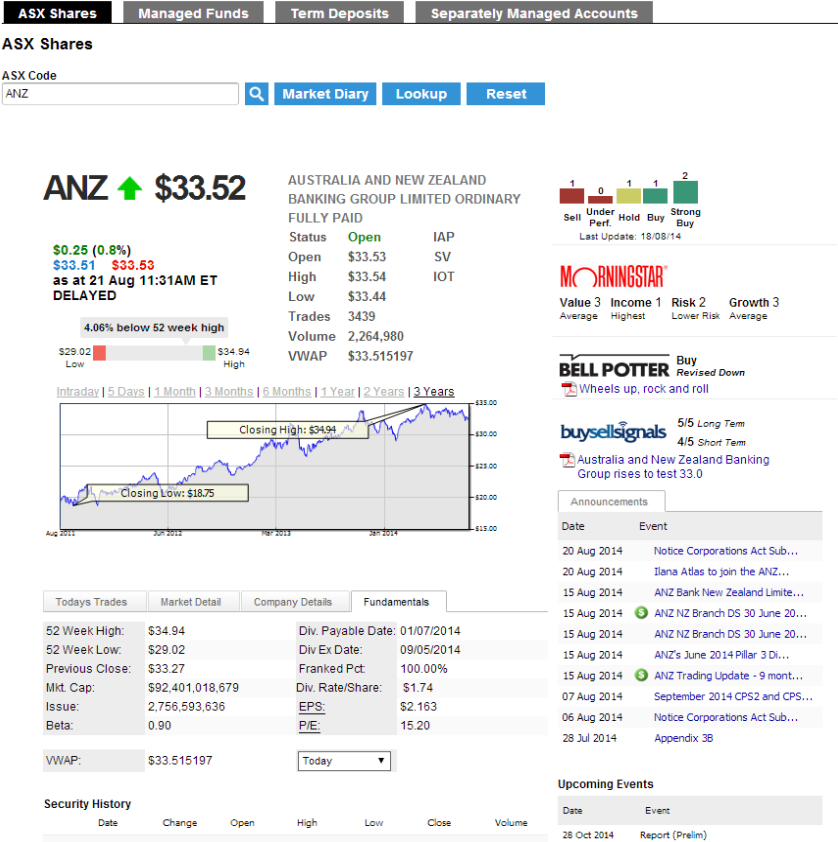 ASX Shares Managed Funds Term Deposits Separately Managed Accounts
ASX Shares
ASX Code
ANZ Market Diary Lookup Reset
ANZ $33.52
$0.25 (0.8%)
$33.51 $33.53
as at 21 Aug 11:31AM ET
DELAYED
4.06% below 52 week high
$29.02 $34.94
Low High
AUSTRALIA AND NEW ZEALAND
BANKING GROUP LIMITED ORDINARY
FULLY PAID
Status Open IAP
Open $33.53 SV
High $33.54 IOT
Low $33.44
Trades 3439
Volume 2,264,980
VWAP $33.515197
Intraday | 5 Days | 1 Month | 3 Months | 6 Months | 1 Year | 2 Years | 3 Years
$35.00
Closing High: $34.94
$30.00
$25.00
Closing Low: $18.75
$20.00
$15.00
Aug 2011 Jun 2012 Mar 2013 Jan 2014
1 0 1 1 2
Sell Under Perf. Hold Buy Strong Buy
Last Update: 18/08/14
MORNINGSTAR
Value 3 Income 1 Risk 2 Growth 3
Average Highest Lower Risk Average
BELL POTTER Buy
Revised Down
Wheels up, rock and roll
buysellsignals 5/5 Long Term
4/5 Short Term
Australia and New Zealand Banking
Group rises to test 33.0
Announcements
Date Event
20 Aug 2014 Notice Corporations Act Sub...
20 Aug 2014 Ilana Atlas to join the ANZ...
15 Aug 2014 ANZ Bank New Zealand Limite...
15 Aug 2014 $ ANZ NZ Branch DS 30 June 20...
15 Aug 2014 ANZ NZ Branch DS 30 June 20...
15 Aug 2014 ANZ's June 2014 Pillar 3 Di...
15 Aug 2014 $ ANZ Trading Update - 9 mont...
07 Aug 2014 September 2014 CPS2 and CPS...
06 Aug 2014 Notice Corporations Act Sub...
28 Jul 2014 Appendix 3B
Upcoming Events
Date Event
28 Oct 2014 Report (Prelim)
Todays Trades Market Detail Company Details Fundamentals
52 Week High: $34.94 Div. Payable Date: 01/07/2014
52 Week Low: $29.02 Div Ex Date: 09/05/2014
Previous Close: $33.27 Franked Pct: 100.00%
Mkt. Cap: $92,401,018,679 Div. Rate/Share: $1.74
Issue: 2,756,593,636 EPS: $2.163
Beta: 0.90 P/E: 15.20
VWAP: $33.515197 Today
Security History
Date Change Open High Low Close Volume